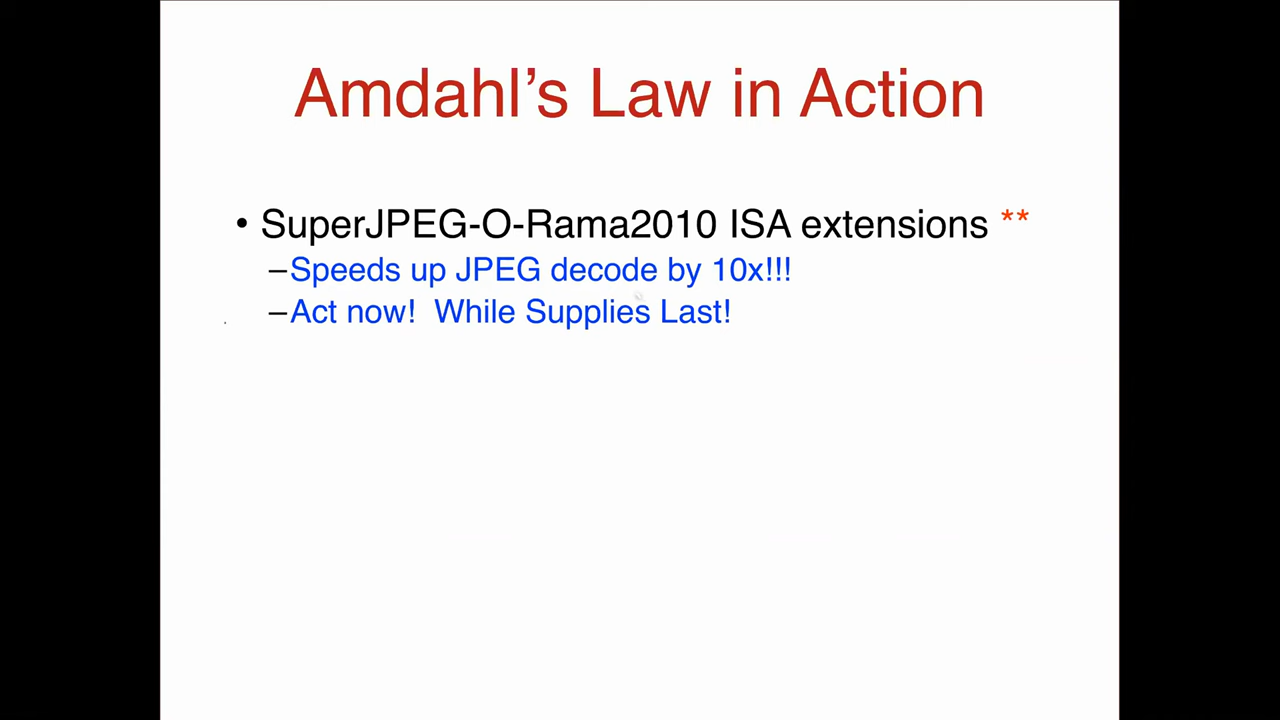 Amdahl's Law in Action
• SuperJPEG-O-Rama2010 ISA extensions **
–Speeds up JPEG decode by 10x!!!
–Act now!  While Supplies Last!